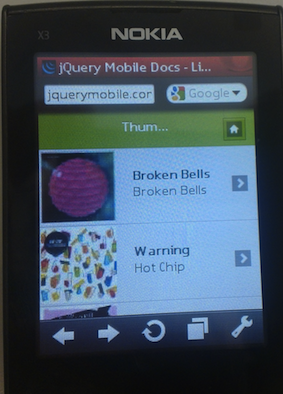 X3
NOKIA
jQuery Mobile Docs - Li...
jquerymobile.cor
Google
Thum...
Broken Bells
Broken Bells
Warning
Hot Chip